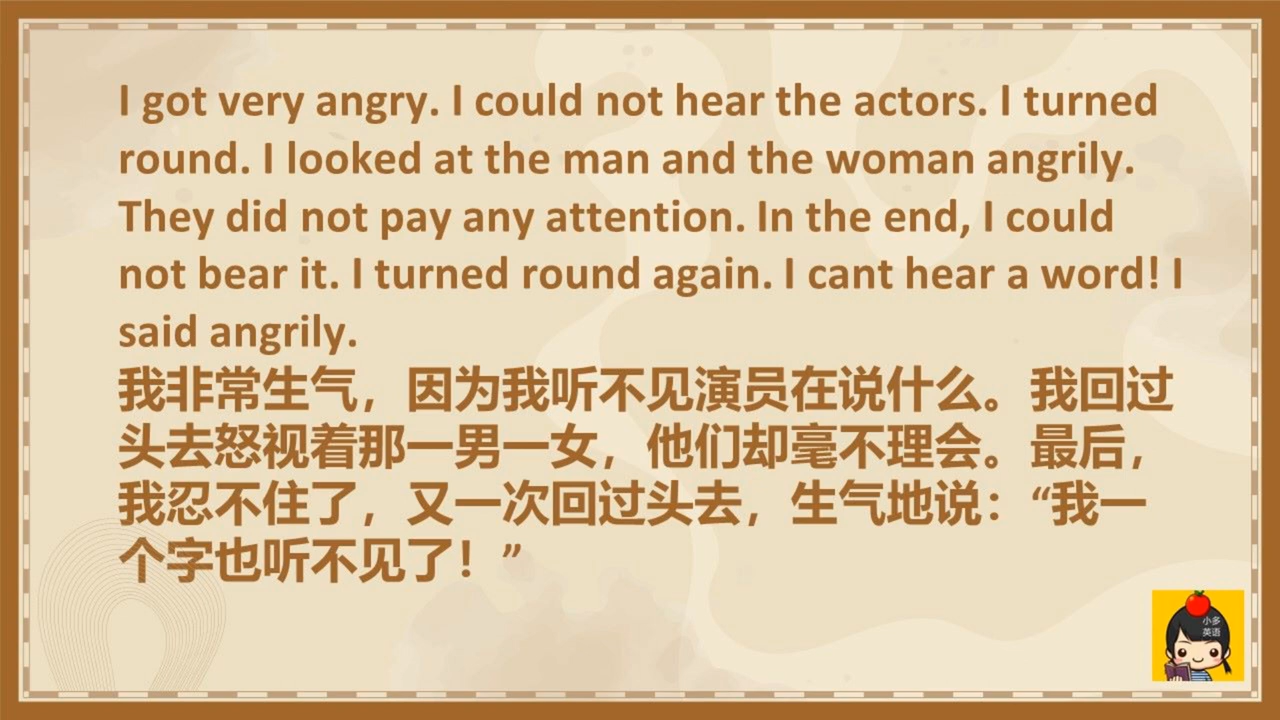 I got very angry. I could not hear the actors. I turned
round. I looked at the man and the woman angrily.
They did not pay any attention. In the end, I could
not bear it. I turned round again. I cant hear a word! I
said angrily.
我非常生气，因为我听不见演员在说什么。我回过
头去怒视着那一男一女，他们却毫不理会。最后，
我忍不住了，又一次回过头去，生气地说：“我一
个字也听不见了！”
小多
英语